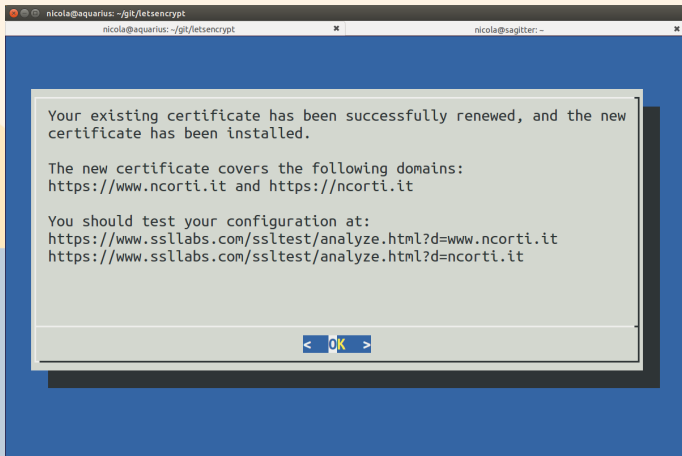 nicola@aquarius: ~/git/letsencrypt
nicola@aquarius: ~/git/letsencrypt
nicola@sagitter: ~
Your existing certificate has been successfully renewed, and the new
certificate has been installed.
The new certificate covers the following domains:
https://www.ncorti.it and https://ncorti.it
You should test your configuration at:
https://www.ssllabs.com/ssltest/analyze.html?d=www.ncorti.it
https://www.ssllabs.com/ssltest/analyze.html?d=ncorti.it
<  OK  >